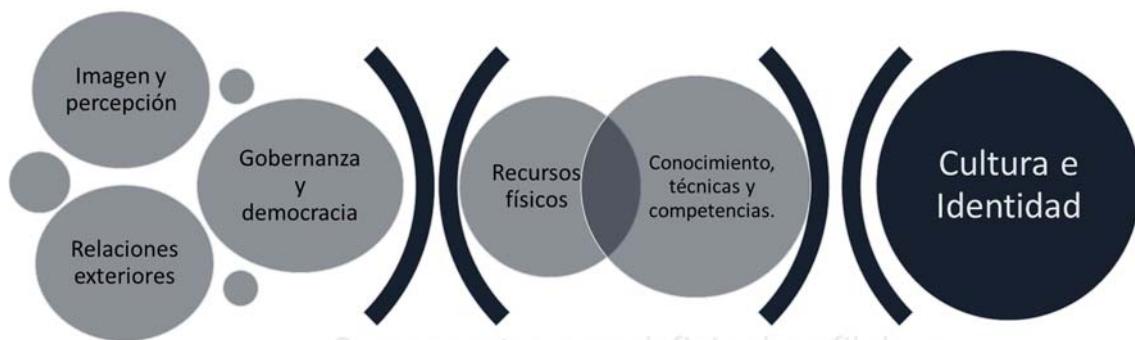 Imagen y
percepción
Gobernanza
y
democracia
Relaciones
exteriores
Recursos
físicos
Conocimiento,
técnicas y
competencias.
Cultura e
Identidad